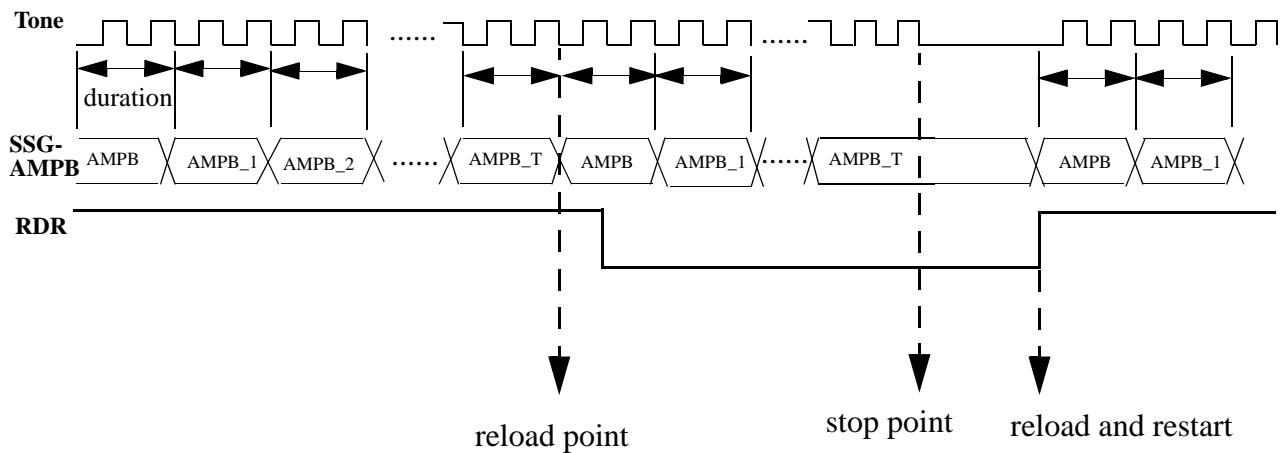 Tone
......
......
duration
SSG-
AMPB
AMPB
AMPB_1
AMPB_2
......
AMPB_T
AMPB
AMPB_1
......
AMPB_T
AMPB
AMPB_1
RDR
reload point
stop point
reload and restart